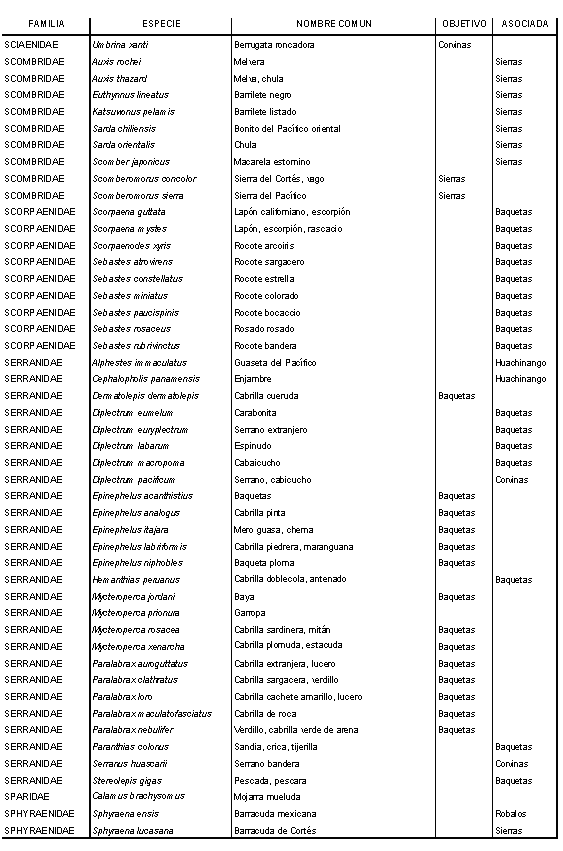 FAMILIA ESPECIE NOMBRE COMUN OBJETIVO ASOCIADA
SCIAENIDAE Umbrina xanti Berrugata roncadora Corvinas
SCOMBRIDAE Auxis rochei Melvera Sierras
SCOMBRIDAE Auxis thazard Melva, chula Sierras
SCOMBRIDAE Euthynnus lineatus Barrilete negro Sierras
SCOMBRIDAE Katsuwonus pelamis Barrilete listado Sierras
SCOMBRIDAE Sarda chiliensis Bonito del Pacífico oriental Sierras
SCOMBRIDAE Sarda orientalis Chula Sierras
SCOMBRIDAE Scomber japonicus Macarela estornino Sierras
SCOMBRIDAE Scomberomorus concolor Sierra del Cortés, vago Sierras
SCOMBRIDAE Scomberomorus sierra Sierra del Pacífico Sierras
SCORPAENIDAE Scorpaena guttata Lapón californiano, escorpión Baquetas
SCORPAENIDAE Scorpaena mystes Lapón, escorpión, rascacio Baquetas
SCORPAENIDAE Scorpaenodes xyris Rocote arcoiris Baquetas
SCORPAENIDAE Sebastes atrovirens Rocote sargacero Baquetas
SCORPAENIDAE Sebastes constellatus Rocote estrella Baquetas
SCORPAENIDAE Sebastes miniatus Rocote colorado Baquetas
SCORPAENIDAE Sebastes paucispinis Rocote bocaccio Baquetas
SCORPAENIDAE Sebastes rosaceus Rosado rosado Baquetas
SCORPAENIDAE Sebastes rubrivinctus Rocote bandera Baquetas
SERRANIDAE Alphestes immaculatus Guaseta del Pacífico Huachinango
SERRANIDAE Cephalopholis panamensis Enjambre Huachinango
SERRANIDAE Dermatolepis dermatolepis Cabrilla cueruda Baquetas
SERRANIDAE Diplectrum eumelum Carabonita Baquetas
SERRANIDAE Diplectrum euryplectrum Serrano extranjero Baquetas
SERRANIDAE Diplectrum labarum Espinudo Baquetas
SERRANIDAE Diplectrum macropoma Cabaicucho Baquetas
SERRANIDAE Diplectrum pacificum Serrano, cabicucho Corvinas
SERRANIDAE Epinephelus acanthistius Baquetas Baquetas
SERRANIDAE Epinephelus analogus Cabrilla pinta Baquetas
SERRANIDAE Epinephelus itajara Mero guasa, cherna Baquetas
SERRANIDAE Epinephelus labriformis Cabrilla piedrera, maranguana Baquetas
SERRANIDAE Epinephelus niphobles Baqueta ploma Baquetas
SERRANIDAE Hemanthias peruanus Cabrilla doblecola, antenado Baquetas
SERRANIDAE Mycteroperca jordani Baya Baquetas
SERRANIDAE Mycteroperca prionura Garropa
SERRANIDAE Mycteroperca rosacea Cabrilla sardinera, mitán Baquetas
SERRANIDAE Mycteroperca xenarcha Cabrilla plomuda, estacuda Baquetas
SERRANIDAE Paralabrax auroguttatus Cabrilla extranjera, lucero Baquetas
SERRANIDAE Paralabrax clathratus Cabrilla sargacera, verdillo Baquetas
SERRANIDAE Paralabrax loro Cabrilla cachete amarillo, lucero Baquetas
SERRANIDAE Paralabrax maculatofasciatus Cabrilla de roca Baquetas
SERRANIDAE Paralabrax nebulifer Verdillo, cabrilla verde de arena Baquetas
SERRANIDAE Paranthias colonus Sandia, crica, tijerilla Baquetas
SERRANIDAE Serranus huascarii Serrano bandera Corvinas
SERRANIDAE Stereolepis gigas Pescada, pescara Baquetas
SPARIDAE Calamus brachysomus Mojarra mueluda
SPHYRAENIDAE Sphyraena ensis Barracuda mexicana Robalos
SPHYRAENIDAE Sphyraena lucasana Barracuda de Cortés Sierras